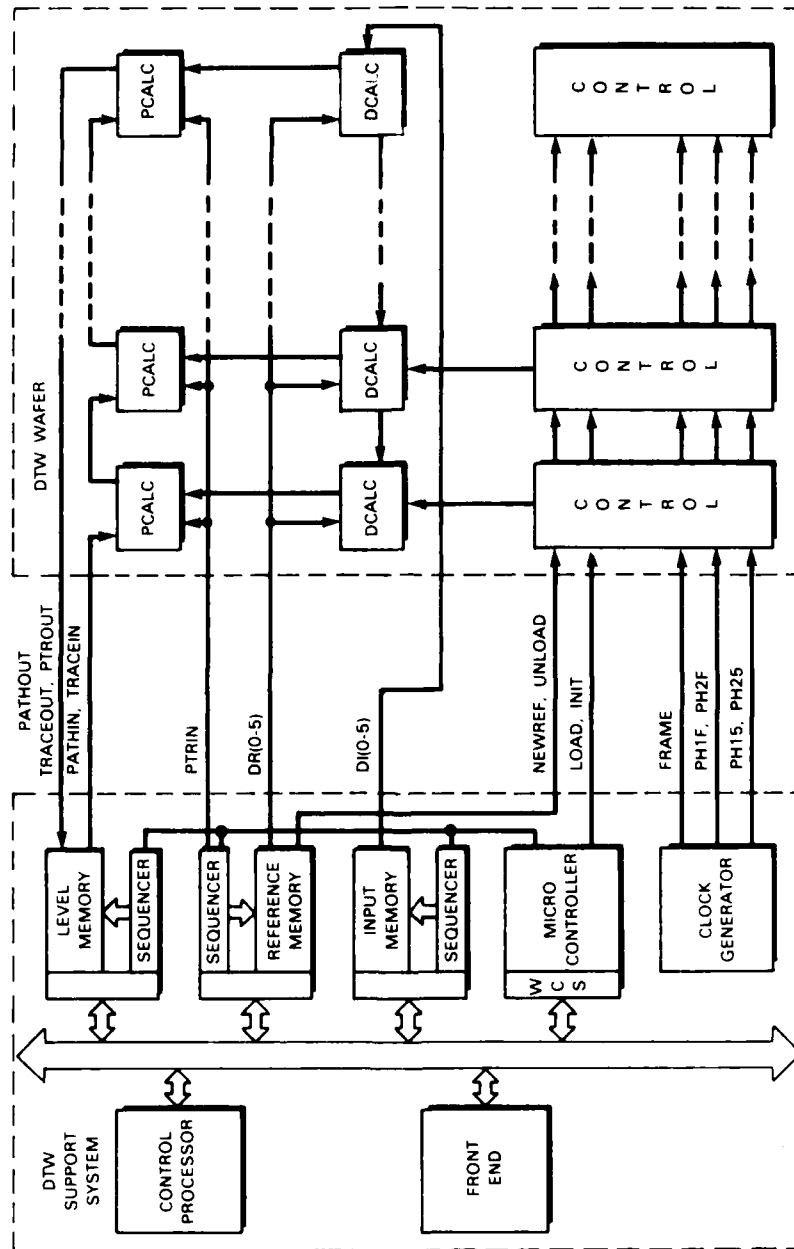 DTW
SUPPORT
SYSTEM
CONTROL
PROCESSOR
FRONT
END
LEVEL
MEMORY
SEQUENCER
SEQUENCER
REFERENCE
MEMORY
INPUT
MEMORY
SEQUENCER
WCS
MICRO
CONTROLLER
CLOCK
GENERATOR
PATHOUT
TRACEOUT, PTROUT
PATHIN, TRACEIN
PTRIN
DR(0-5)
DI(0-5)
NEWREF, UNLOAD
LOAD, INIT
FRAME
PH1F, PH2F
PH15, PH25
DTW WAFER
PCALC
PCALC
PCALC
DCALC
DCALC
DCALC
CONTROL
CONTROL
CONTROL